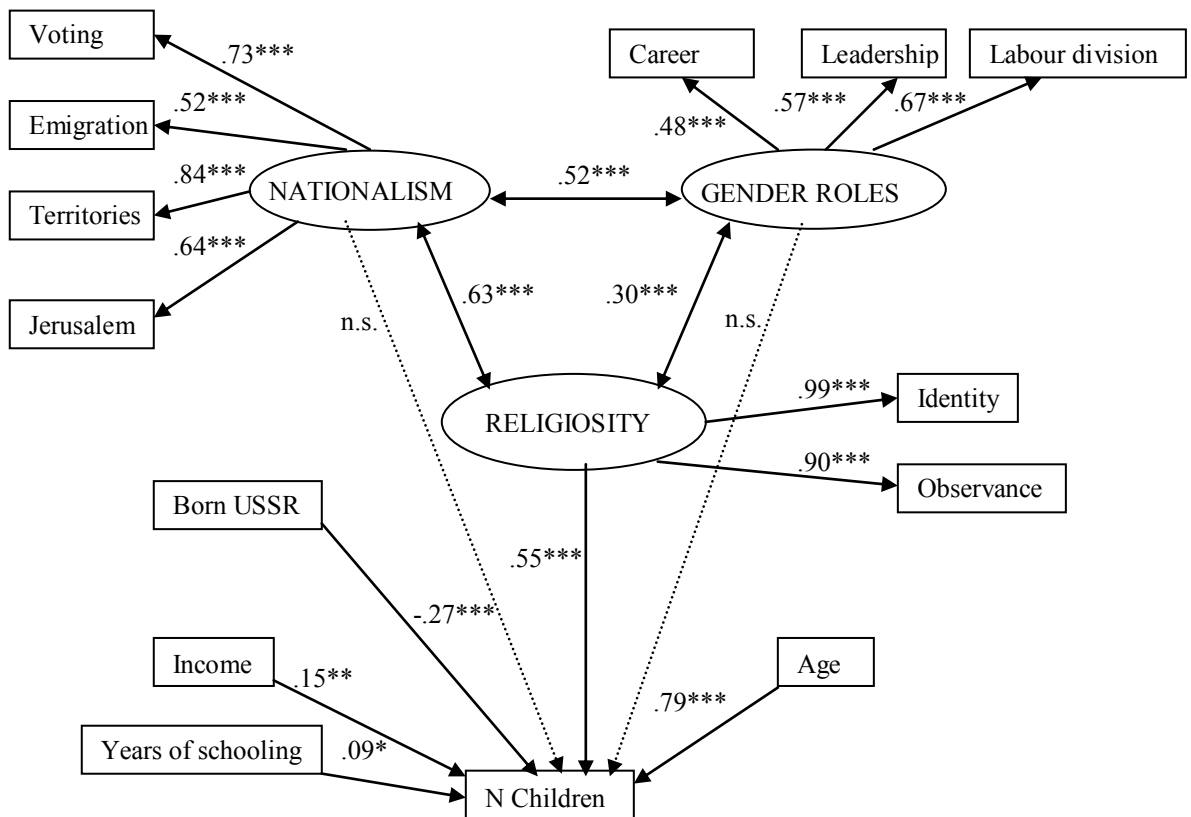 Voting
.73***
Career
Leadership
Labour division
Emigration
.52***
.48***
.57***
.67***
Territories
.84***
NATIONALISM
.52***
GENDER ROLES
.64***
Jerusalem
n.s.
.63***
.30***
n.s.
RELIGIOSITY
.99***
Identity
.90***
Observance
Born USSR
.55***
-.27***
Income
.15**
Age
.79***
Years of schooling
.09*
N Children